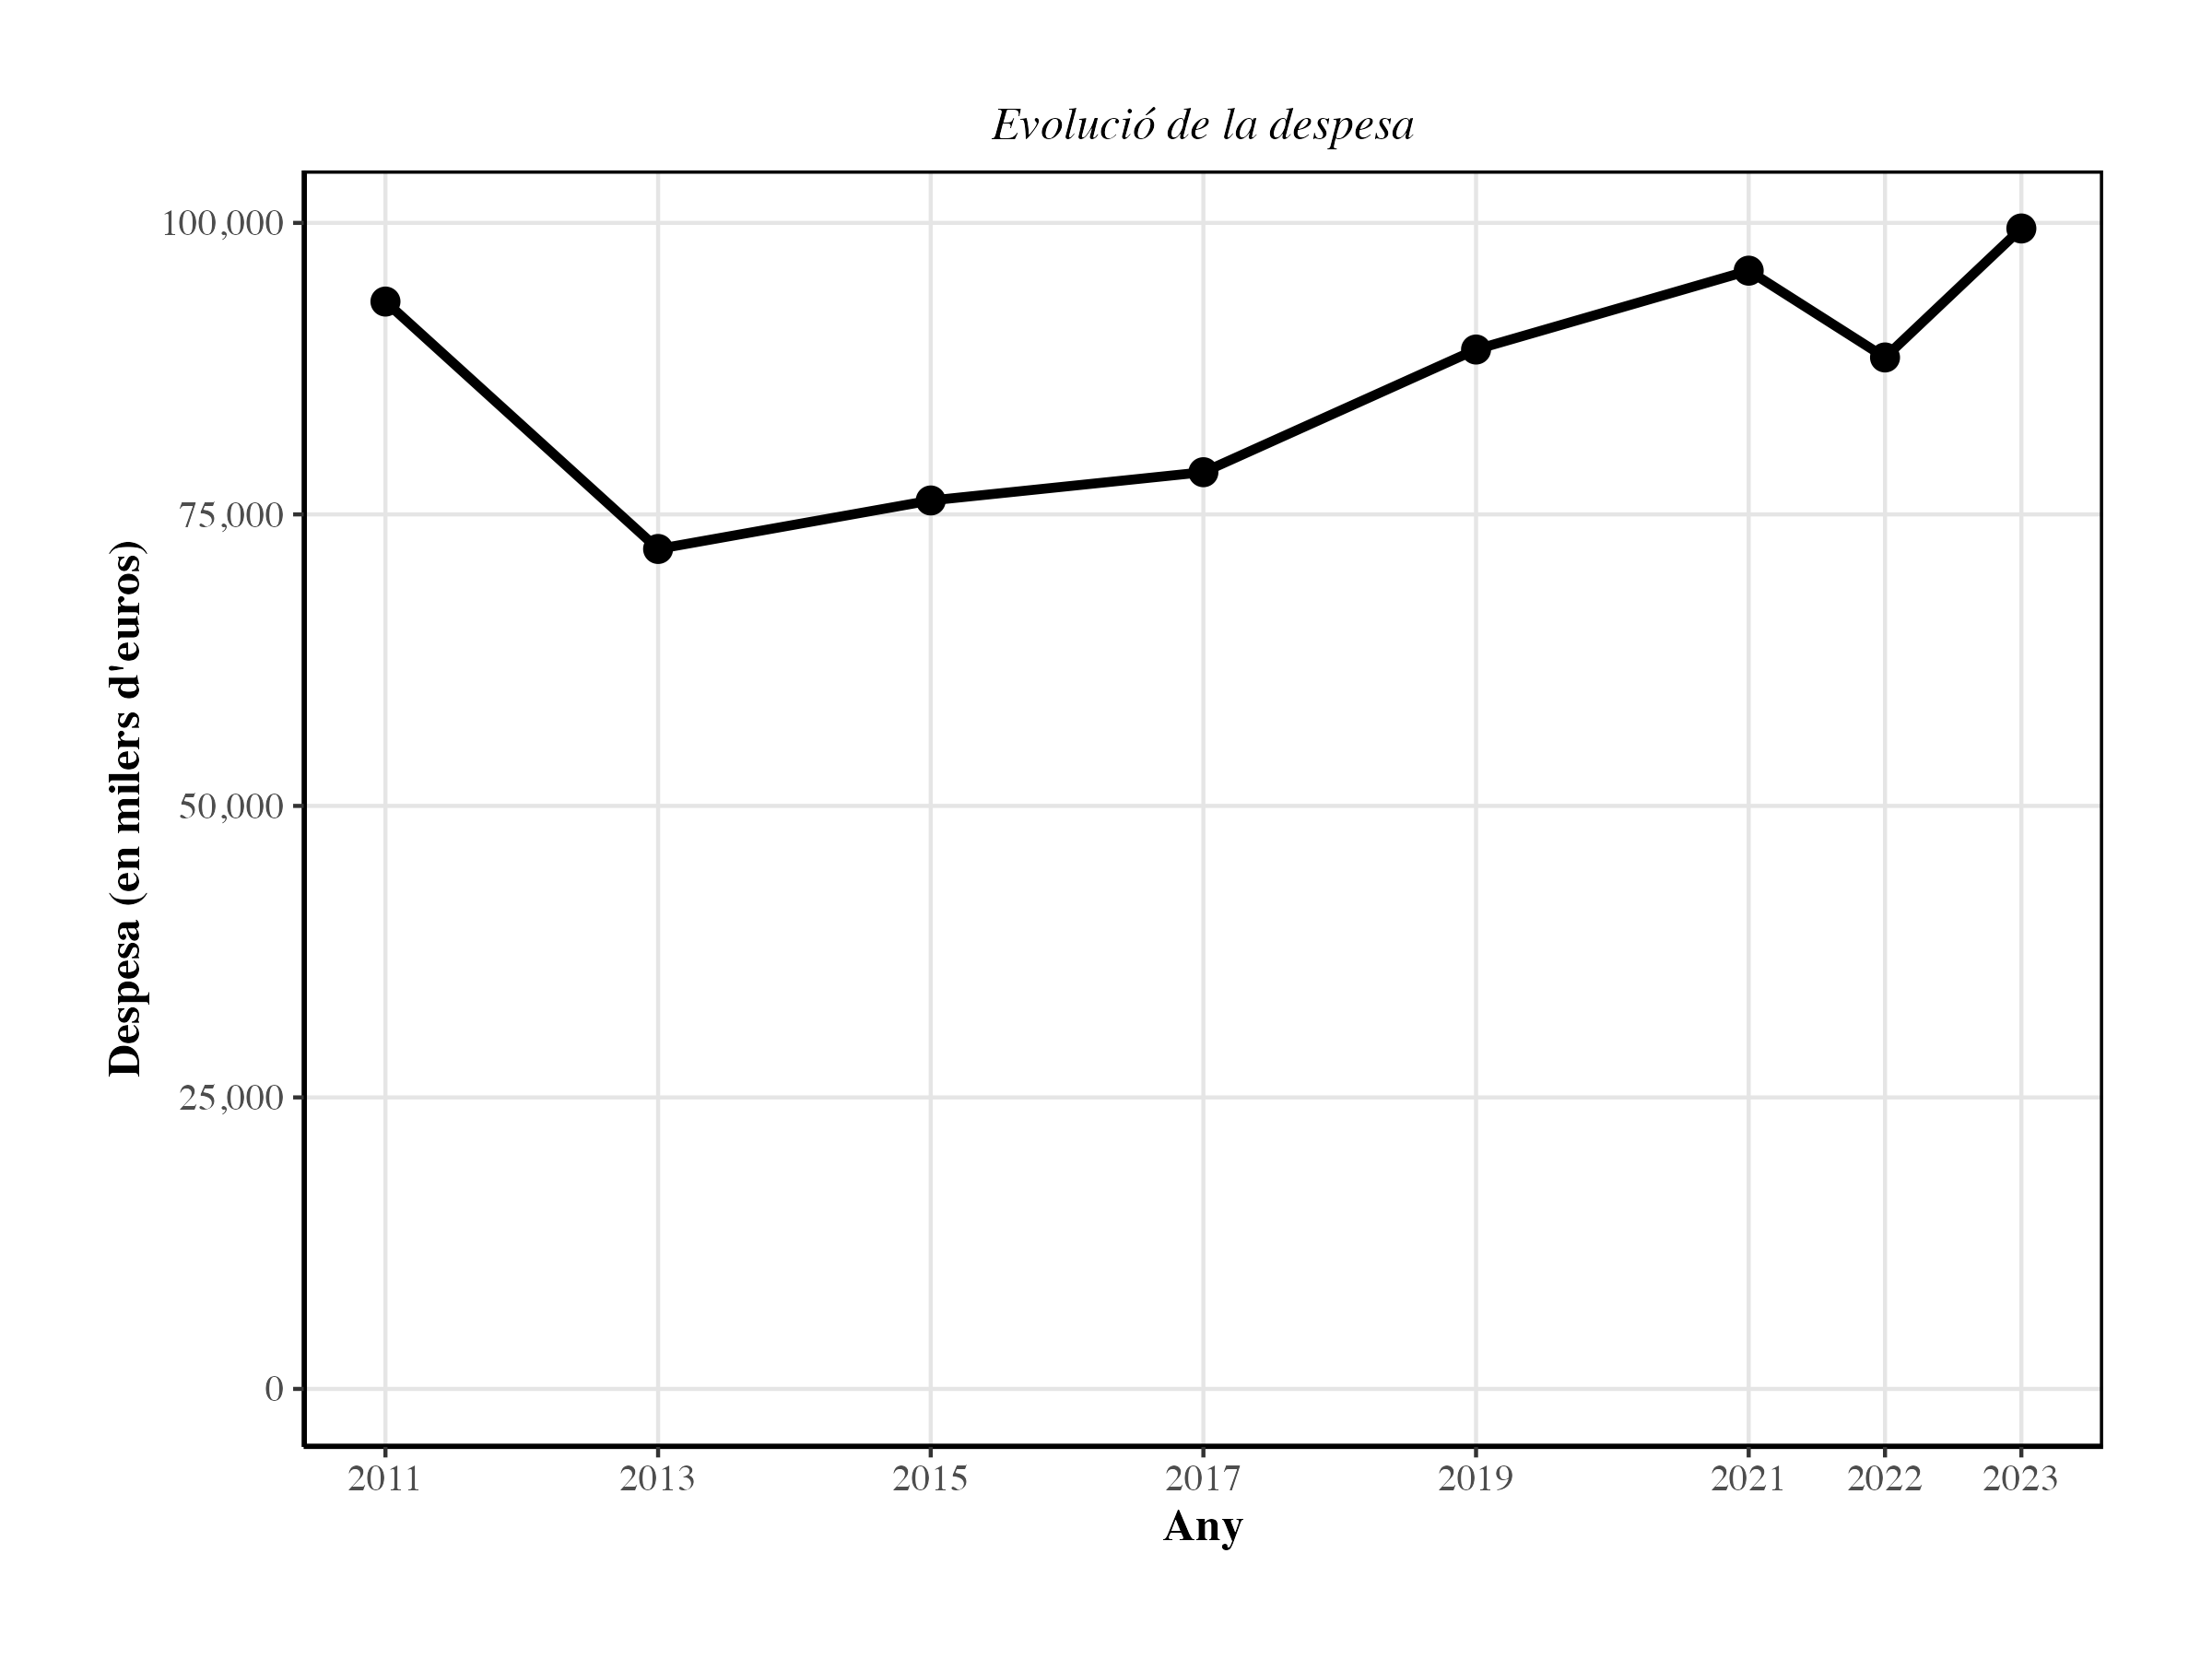 Evolució de la despesa
Despesa (en milers d'euros)
100,000
75,000
50,000
25,000
0
2011 2013 2015 2017 2019 2021 2022 2023
Any